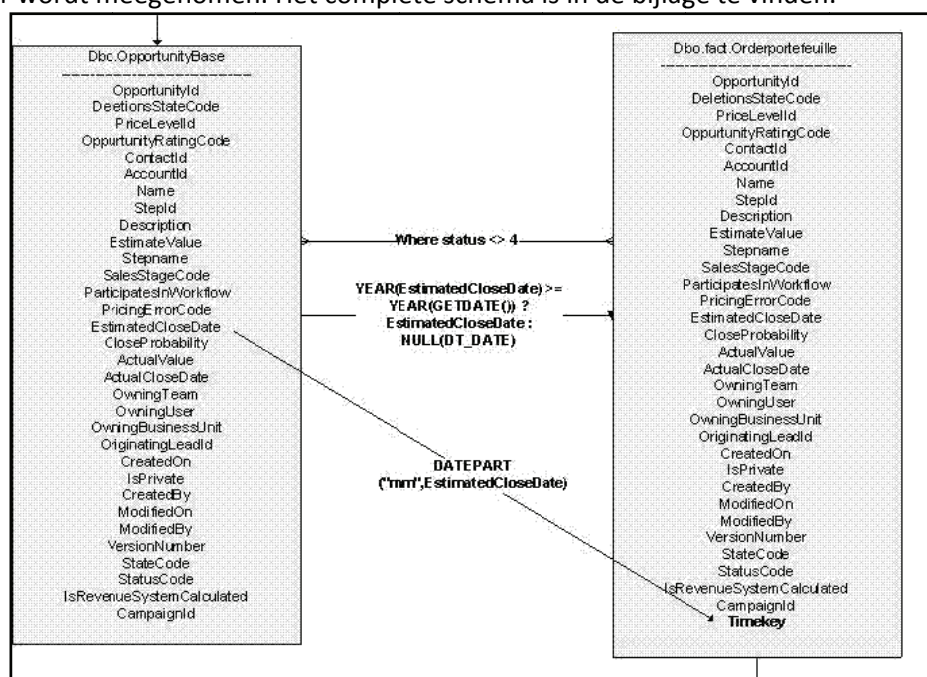 r wordt meegenomen. Het complete schema is in de bijlage te vinden.
Dbo.OpportunityBase
OpportunityId
DeetionsStateCode
PriceLevelId
OppurtunityRatingCode
ContactId
AccountId
Name
StepId
Description
EstimateValue
Stepname
SalesStageCode
ParticipatesInWorkflow
PricingErrorCode
EstimatedCloseDate
CloseProbability
ActualValue
ActualCloseDate
OwningTeam
OwningUser
OwningBusinessUnit
OriginatingLeadId
CreatedOn
IsPrivate
CreatedBy
ModifiedOn
ModifiedBy
VersionNumber
StateCode
StatusCode
IsRevenueSystemCalculated
CampaignId
Where status <> 4
YEAR(EstimatedCloseDate) >=
YEAR(GETDATE()) ?
EstimatedCloseDate :
NULL(DT_DATE)
DATEPART
("mm",EstimatedCloseDate)
Dbo.fact.Orderportefeuille
OpportunityId
DeletionsStateCode
PriceLevelId
OppurtunityRatingCode
ContactId
AccountId
Name
StepId
Description
EstimateValue
Stepname
SalesStageCode
ParticipatesInWorkflow
PricingErrorCode
EstimatedCloseDate
CloseProbability
ActualValue
ActualCloseDate
OwningTeam
OwningUser
OwningBusinessUnit
OriginatingLeadId
CreatedOn
IsPrivate
CreatedBy
ModifiedOn
ModifiedBy
VersionNumber
StateCode
StatusCode
IsRevenueSystemCalculated
CampaignId
Timekey